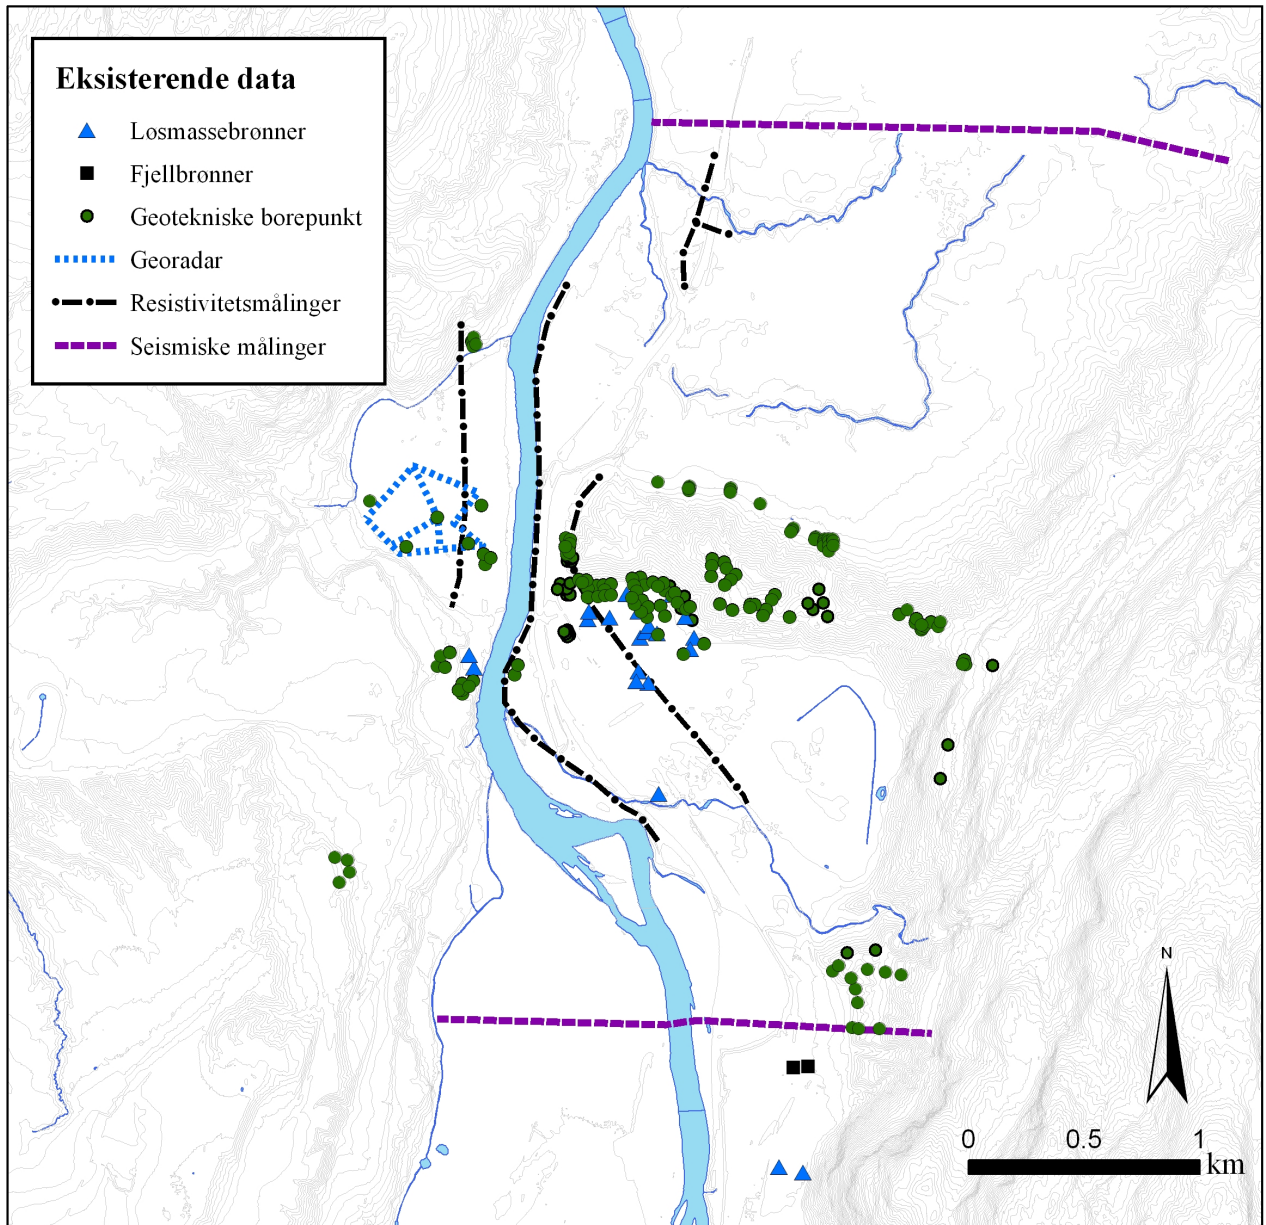 Eksisterende data
Losmassebronner
Fjellbronner
Geotekniske borepunkt
Georadar
Resistivitetsmålinger
Seismiske målinger
N
0 0.5 1
km